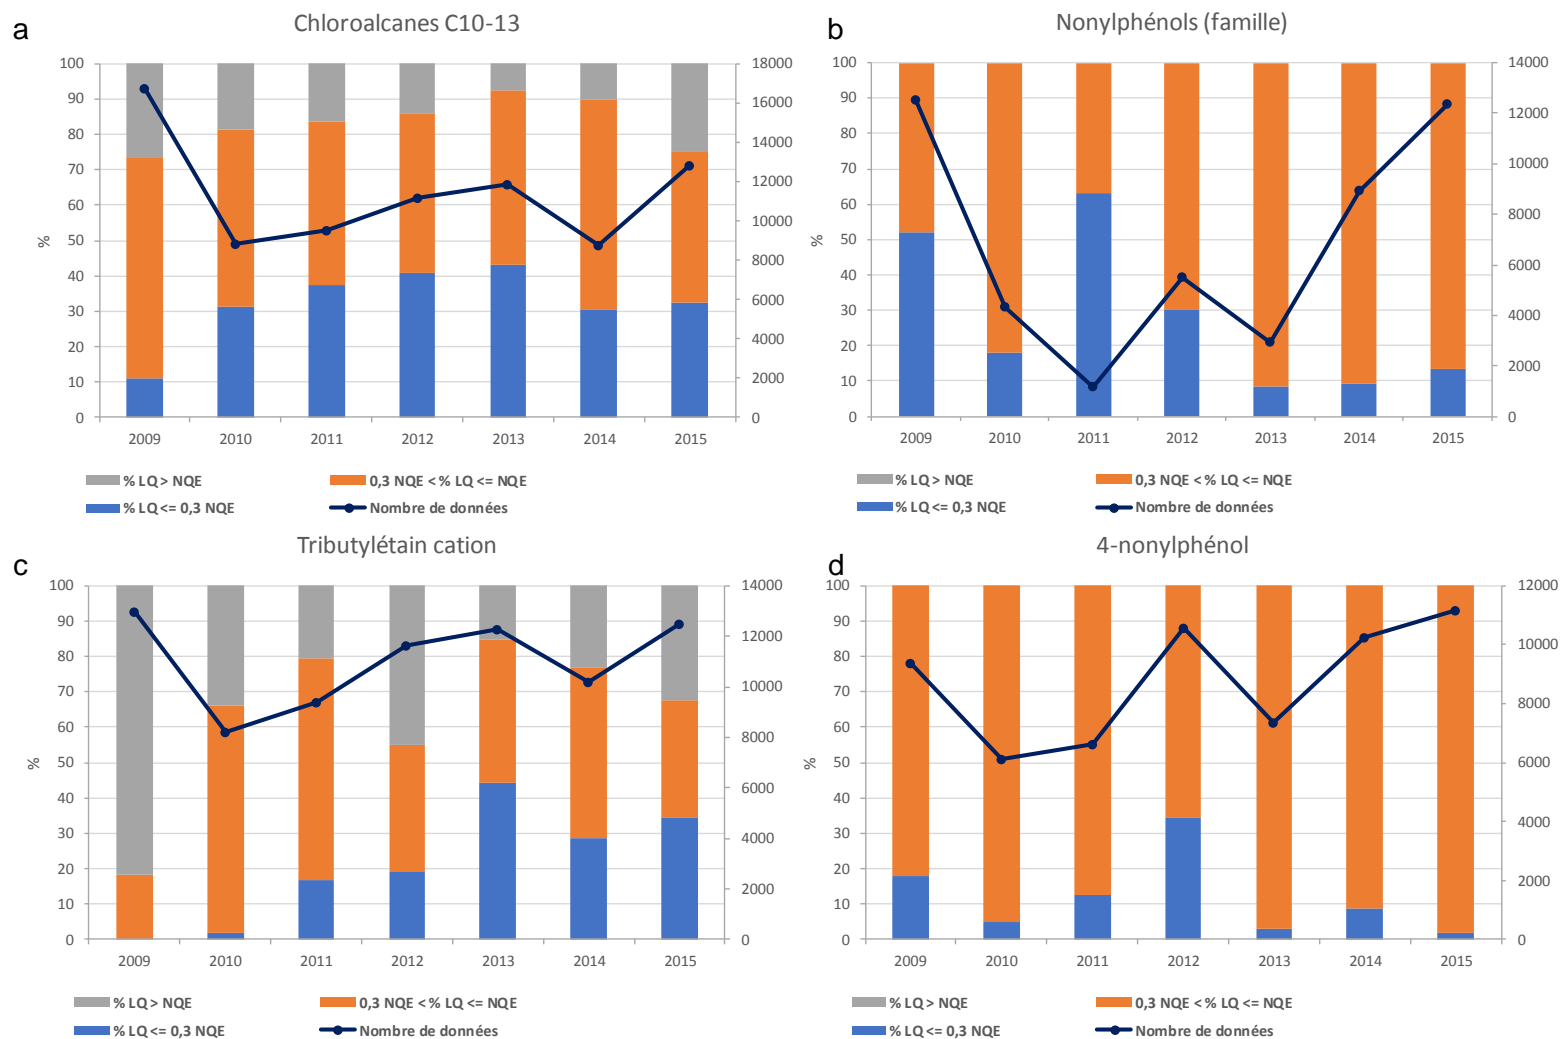 a
Chloroalcanes C10-13
100
90
80
70
60
50
40
30
20
10
0
%
18000
16000
14000
12000
10000
8000
6000
4000
2000
0
2009 2010 2011 2012 2013 2014 2015
% LQ > NQE
0,3 NQE < % LQ <= NQE
% LQ <= 0,3 NQE
Nombre de données
b
Nonylphénols (famille)
100
90
80
70
60
50
40
30
20
10
0
%
14000
12000
10000
8000
6000
4000
2000
0
2009 2010 2011 2012 2013 2014 2015
% LQ > NQE
0,3 NQE < % LQ <= NQE
% LQ <= 0,3 NQE
Nombre de données
c
Tributylétain cation
100
90
80
70
60
50
40
30
20
10
0
%
14000
12000
10000
8000
6000
4000
2000
0
2009 2010 2011 2012 2013 2014 2015
% LQ > NQE
0,3 NQE < % LQ <= NQE
% LQ <= 0,3 NQE
Nombre de données
d
4-nonylphénol
100
90
80
70
60
50
40
30
20
10
0
%
12000
10000
8000
6000
4000
2000
0
2009 2010 2011 2012 2013 2014 2015
% LQ > NQE
0,3 NQE < % LQ <= NQE
% LQ <= 0,3 NQE
Nombre de données